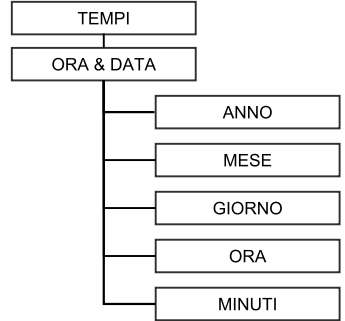 TEMPI
ORA & DATA
ANNO
MESE
GIORNO
ORA
MINUTI